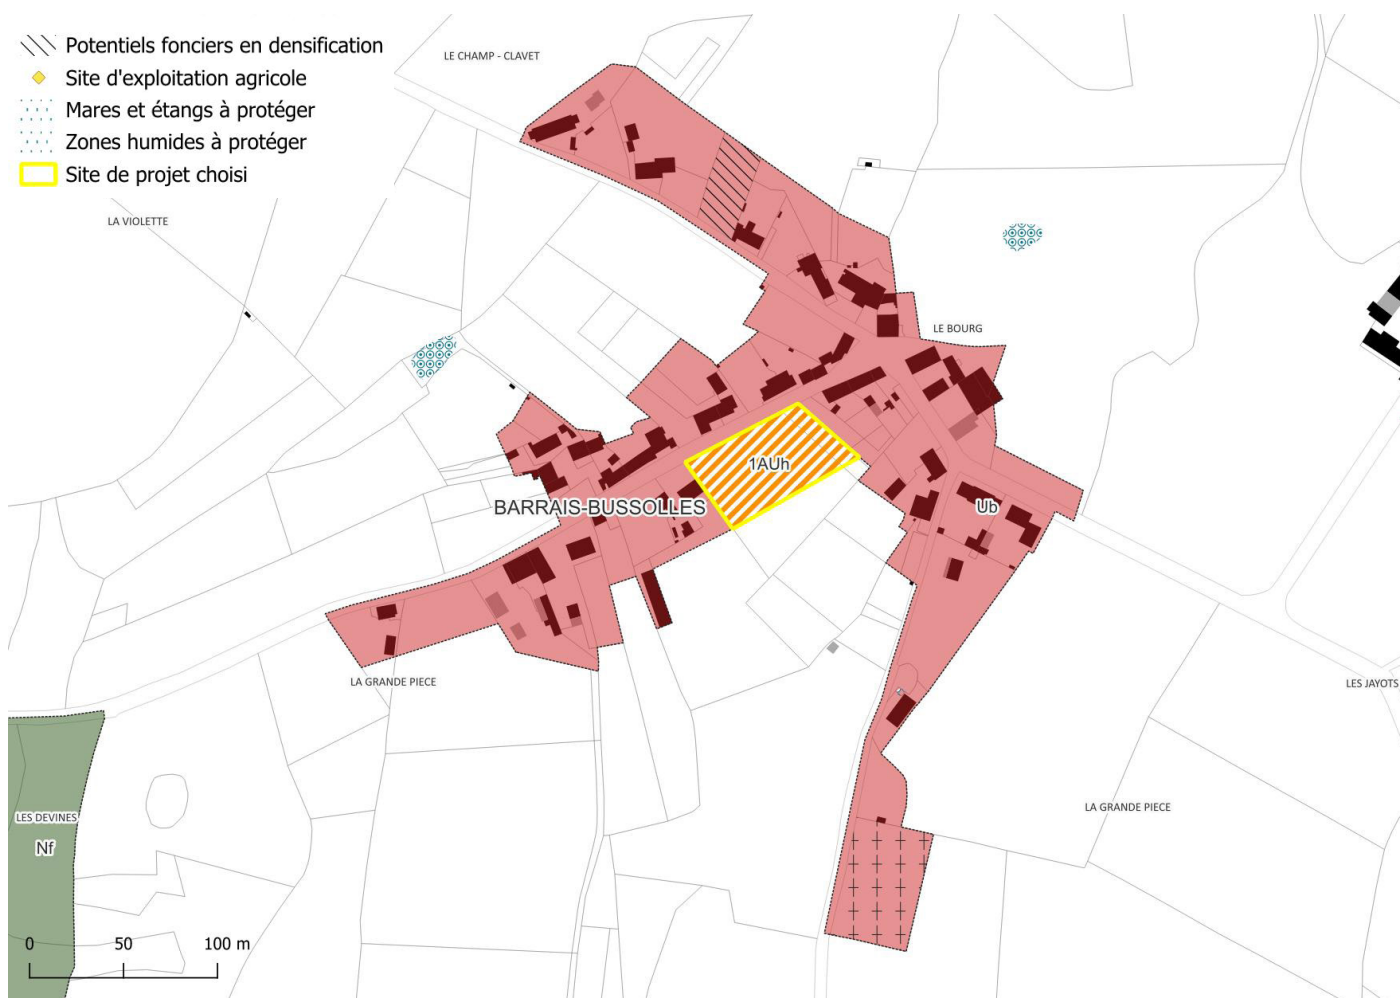 Potentiels fonciers en densification
Site d'exploitation agricole
Mares et étangs à protéger
Zones humides à protéger
Site de projet choisi
LE CHAMP - CLAVET
LA VIOLETTE
LE BOURG
1AUh
BARRAIS-BUSSOLLES
Ub
LA GRANDE PIECE
LES JAYOTS
LA GRANDE PIECE
LES DEVINES
Nf
0 50 100 m